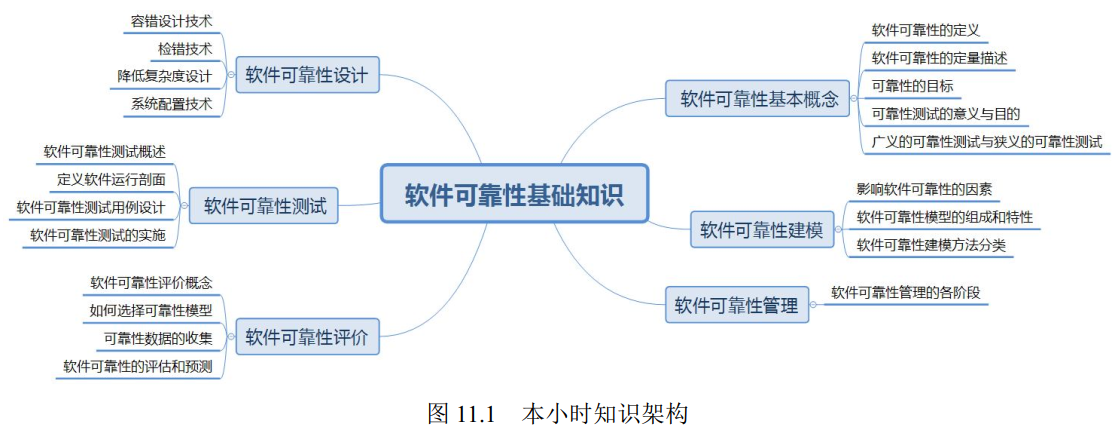 软件可靠性基础知识
软件可靠性基本概念
软件可靠性的定义
软件可靠性的定量描述
可靠性的目标
可靠性测试的意义与目的
广义的可靠性测试与狭义的可靠性测试
软件可靠性建模
影响软件可靠性的因素
软件可靠性模型的组成和特性
软件可靠性建模方法分类
软件可靠性管理
软件可靠性管理的各阶段
软件可靠性设计
容错设计技术
检错技术
降低复杂度设计
系统配置技术
软件可靠性测试
软件可靠性测试概述
定义软件运行剖面
软件可靠性测试用例设计
软件可靠性测试的实施
软件可靠性评价
软件可靠性评价概念
如何选择可靠性模型
可靠性数据的收集
软件可靠性的评估和预测
图 11.1 本小时知识架构